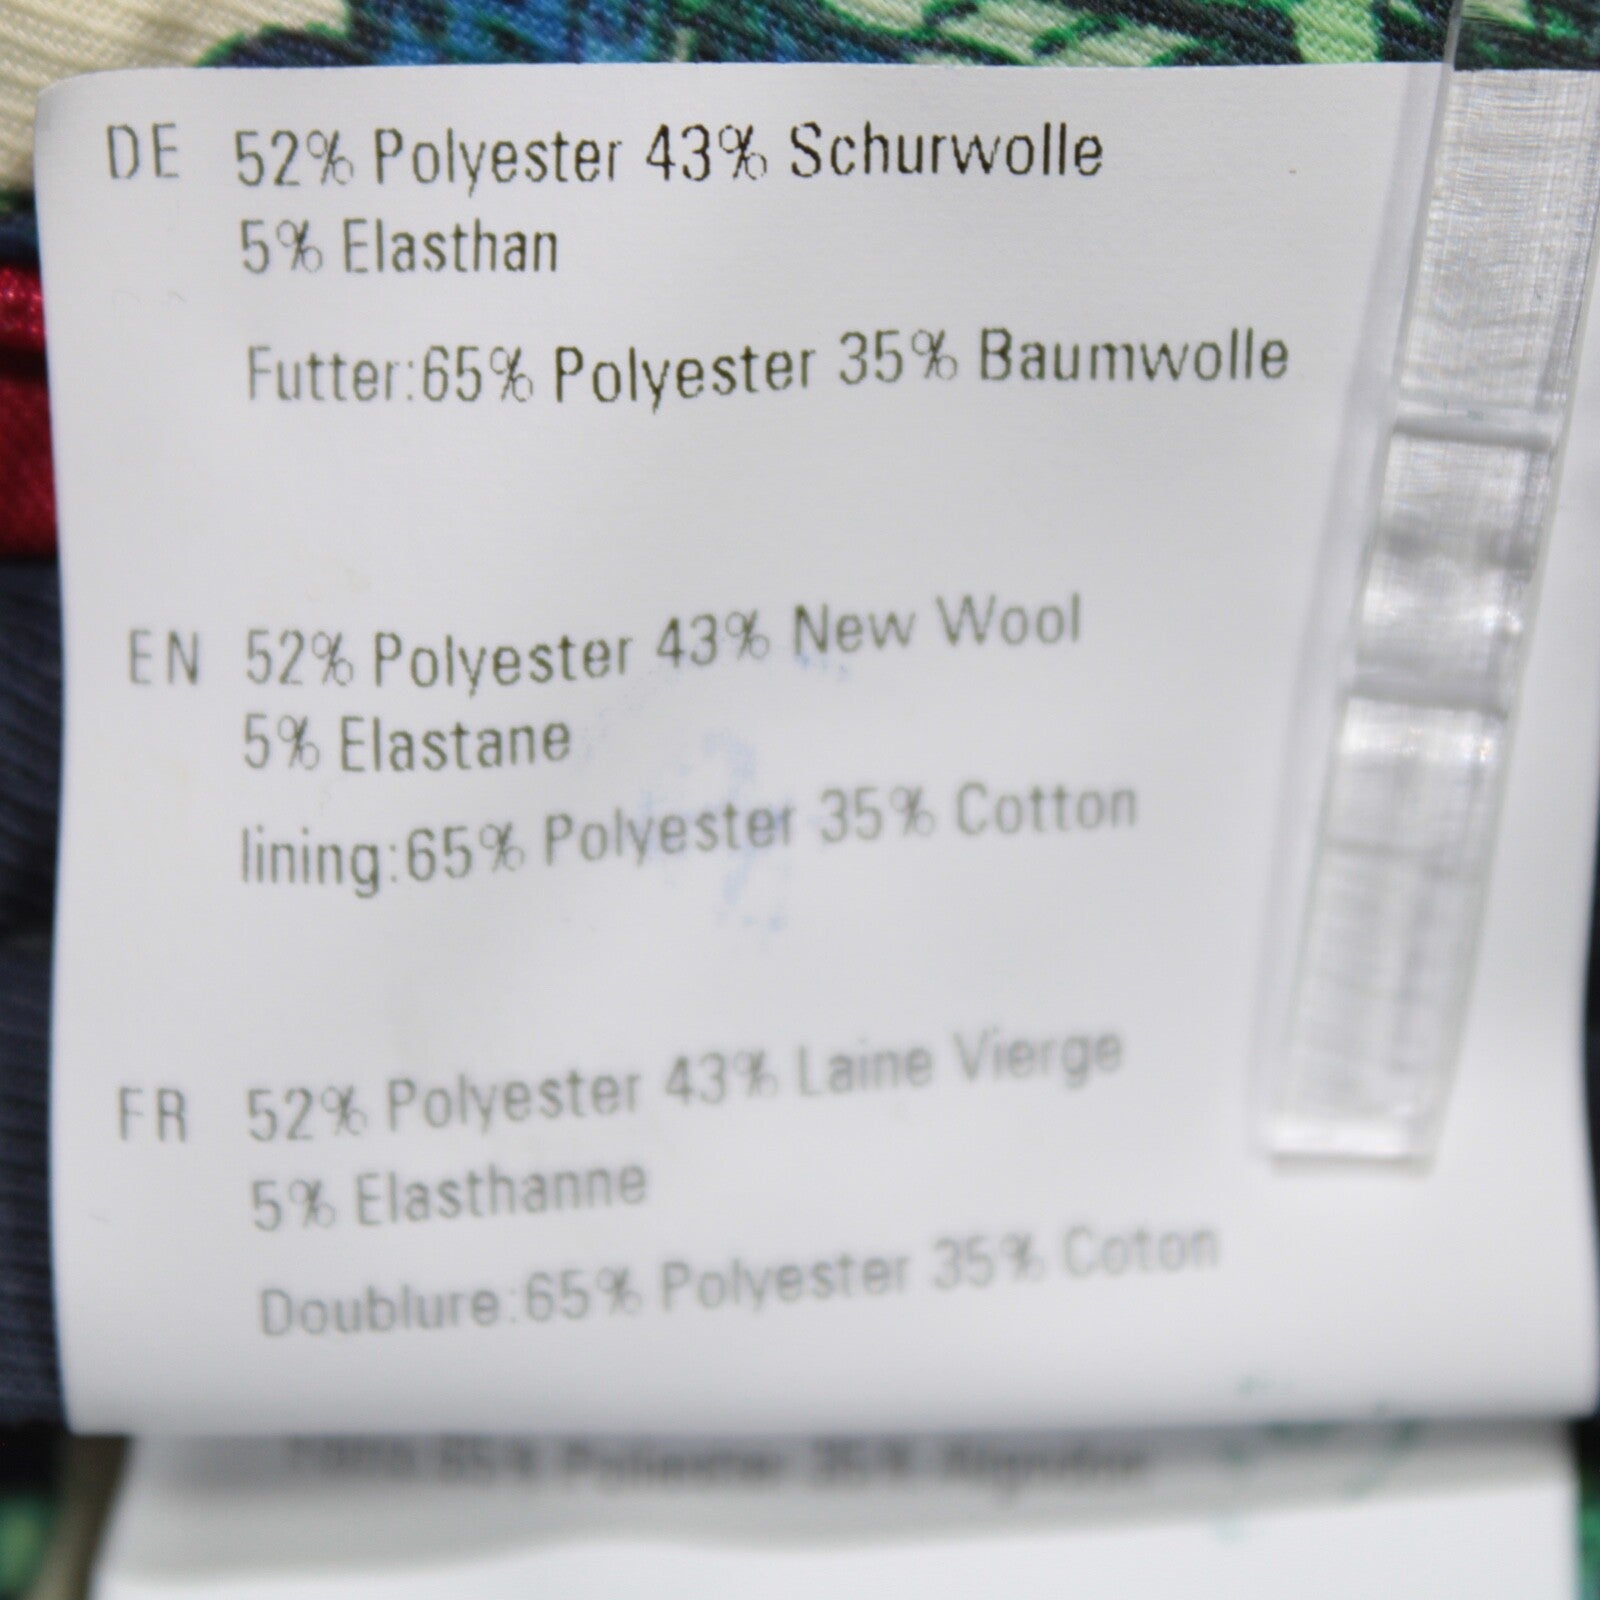 DE 52% Polyester 43% Schurwolle
5% Elasthan
Futter:65% Polyester 35% Baumwolle
EN 52% Polyester 43% New Wool
5% Elastane
lining:65% Polyester 35% Cotton
FR 52% Polyester 43% Laine Vierge
5% Elasthanne
Doublure:65% Polyester 35% Coton